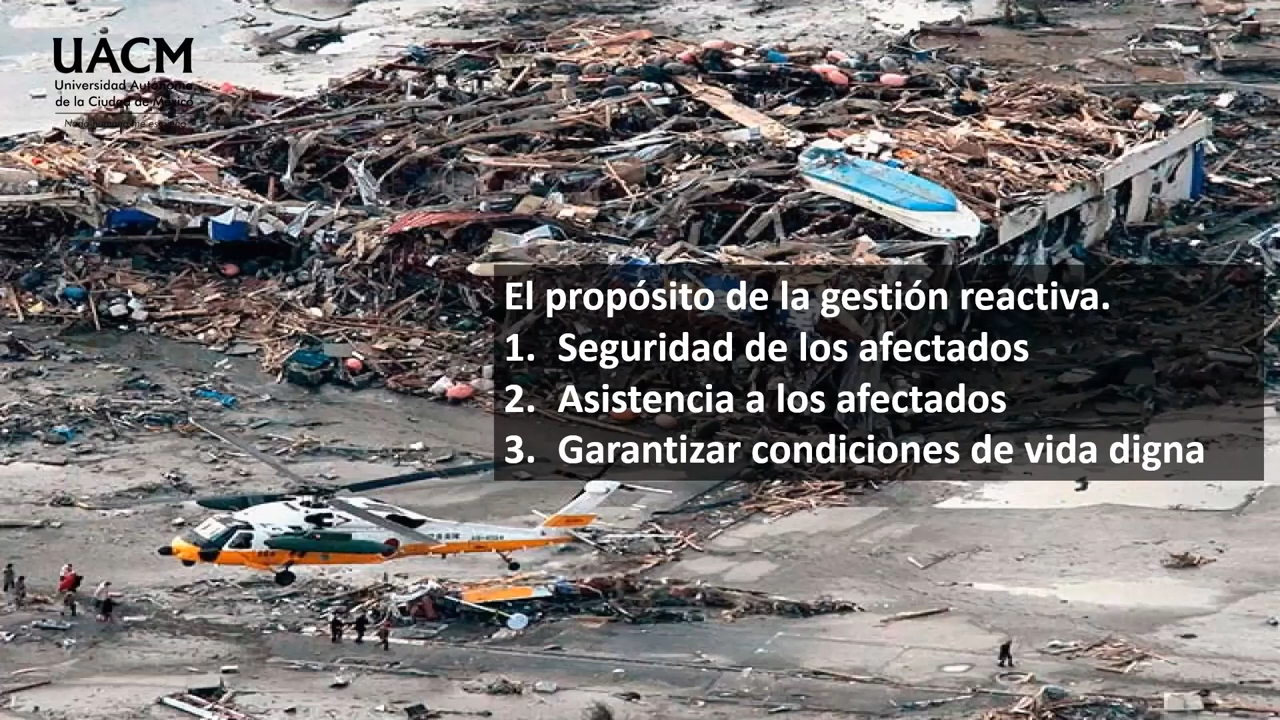 UACM
Universidad Autónoma
de la Ciudad de México
El propósito de la gestión reactiva.
1. Seguridad de los afectados
2. Asistencia a los afectados
3. Garantizar condiciones de vida digna